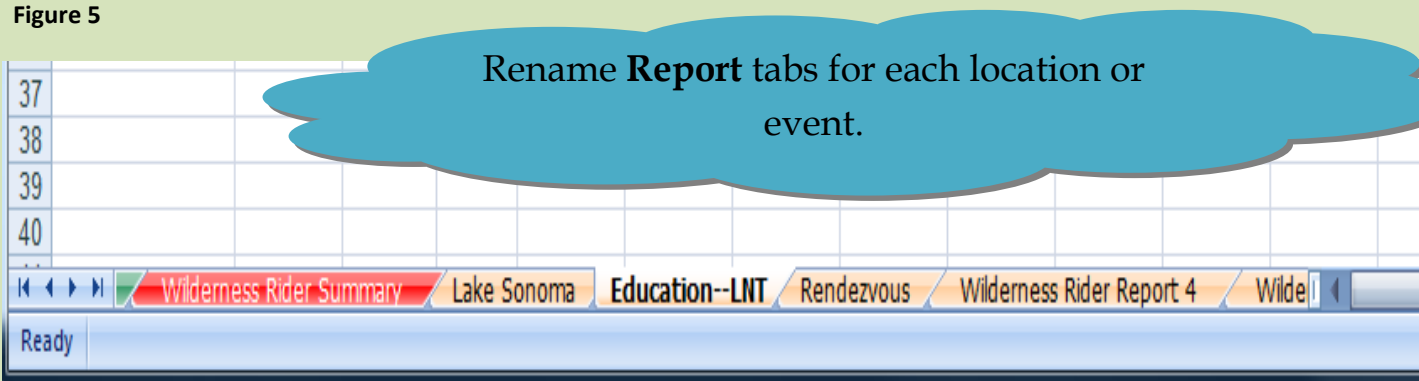 Figure 5
Rename Report tabs for each location or
event.
37
38
39
40
Wilderness Rider Summary Lake Sonoma Education--LNT Rendezvous Wilderness Rider Report 4 Wilde
Ready